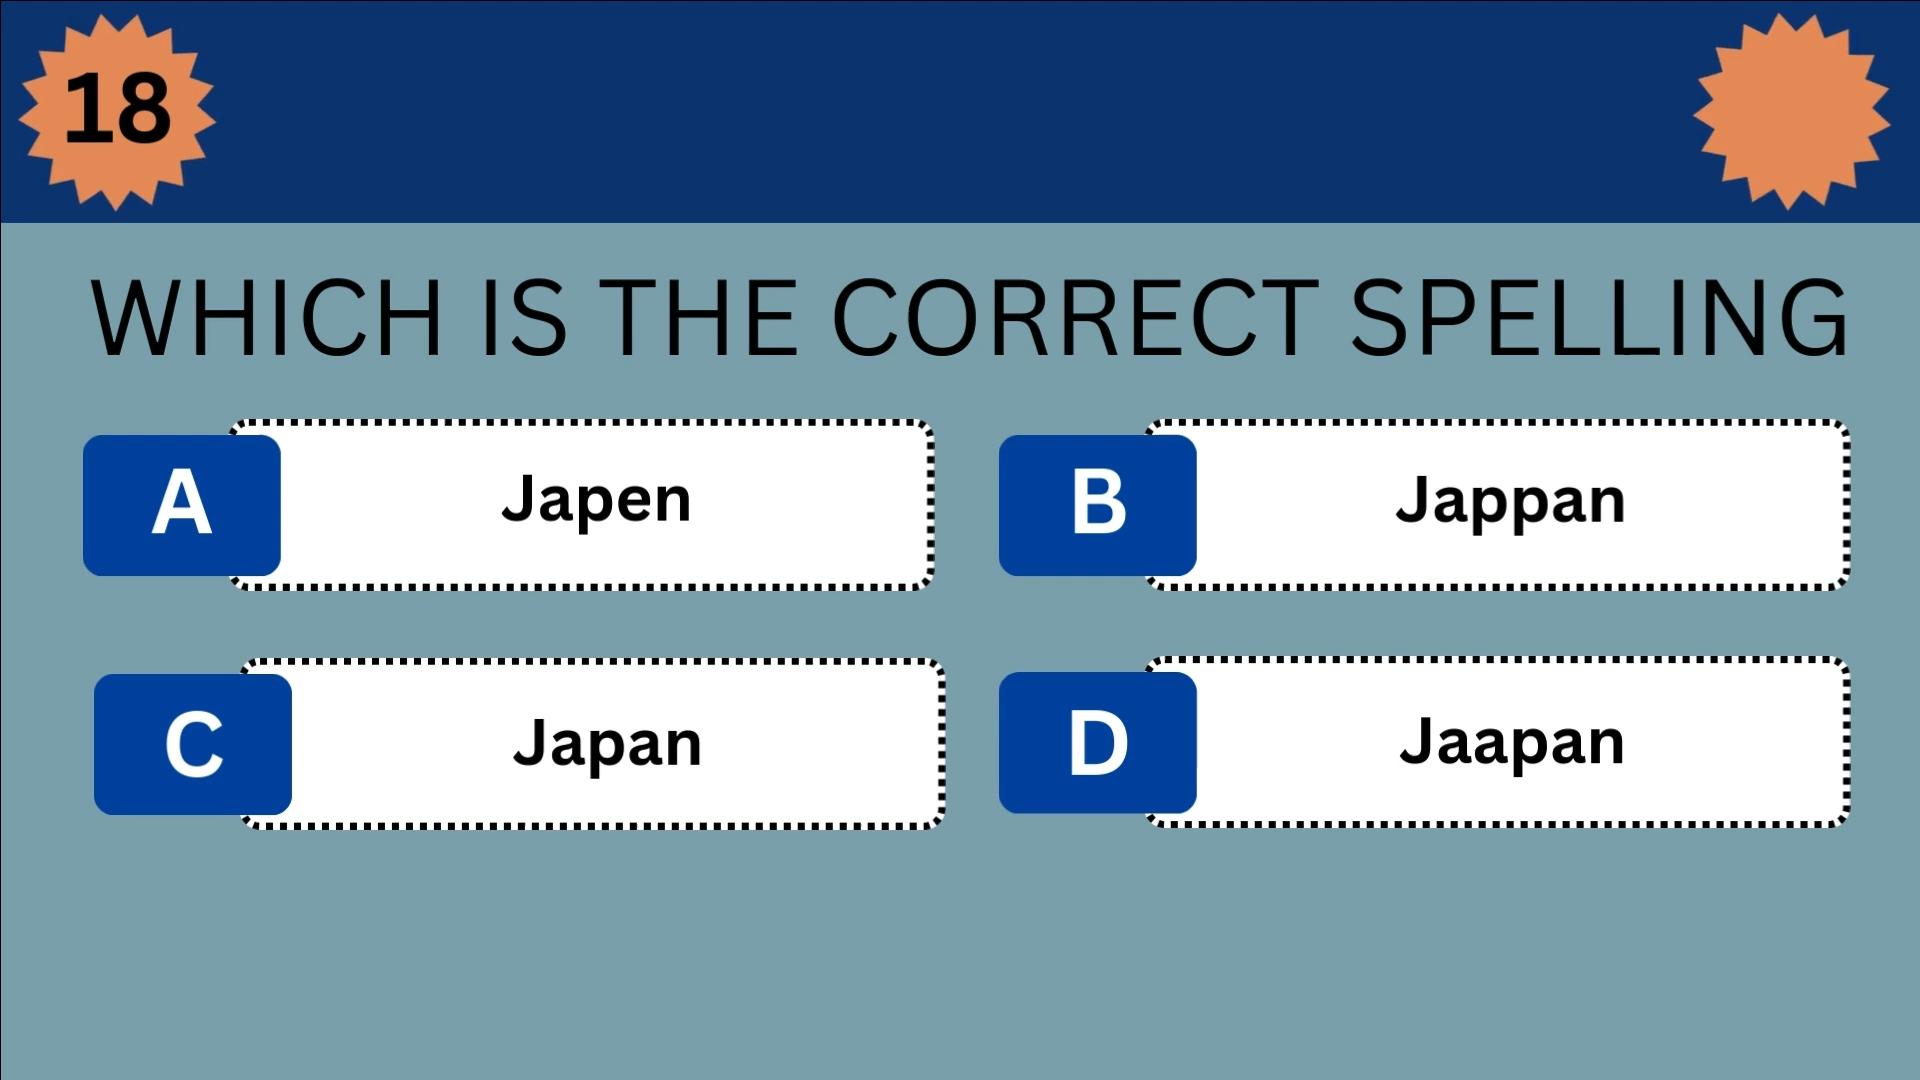 18
WHICH IS THE CORRECT SPELLING
A Japen
B Jappan
C Japan
D Jaapan